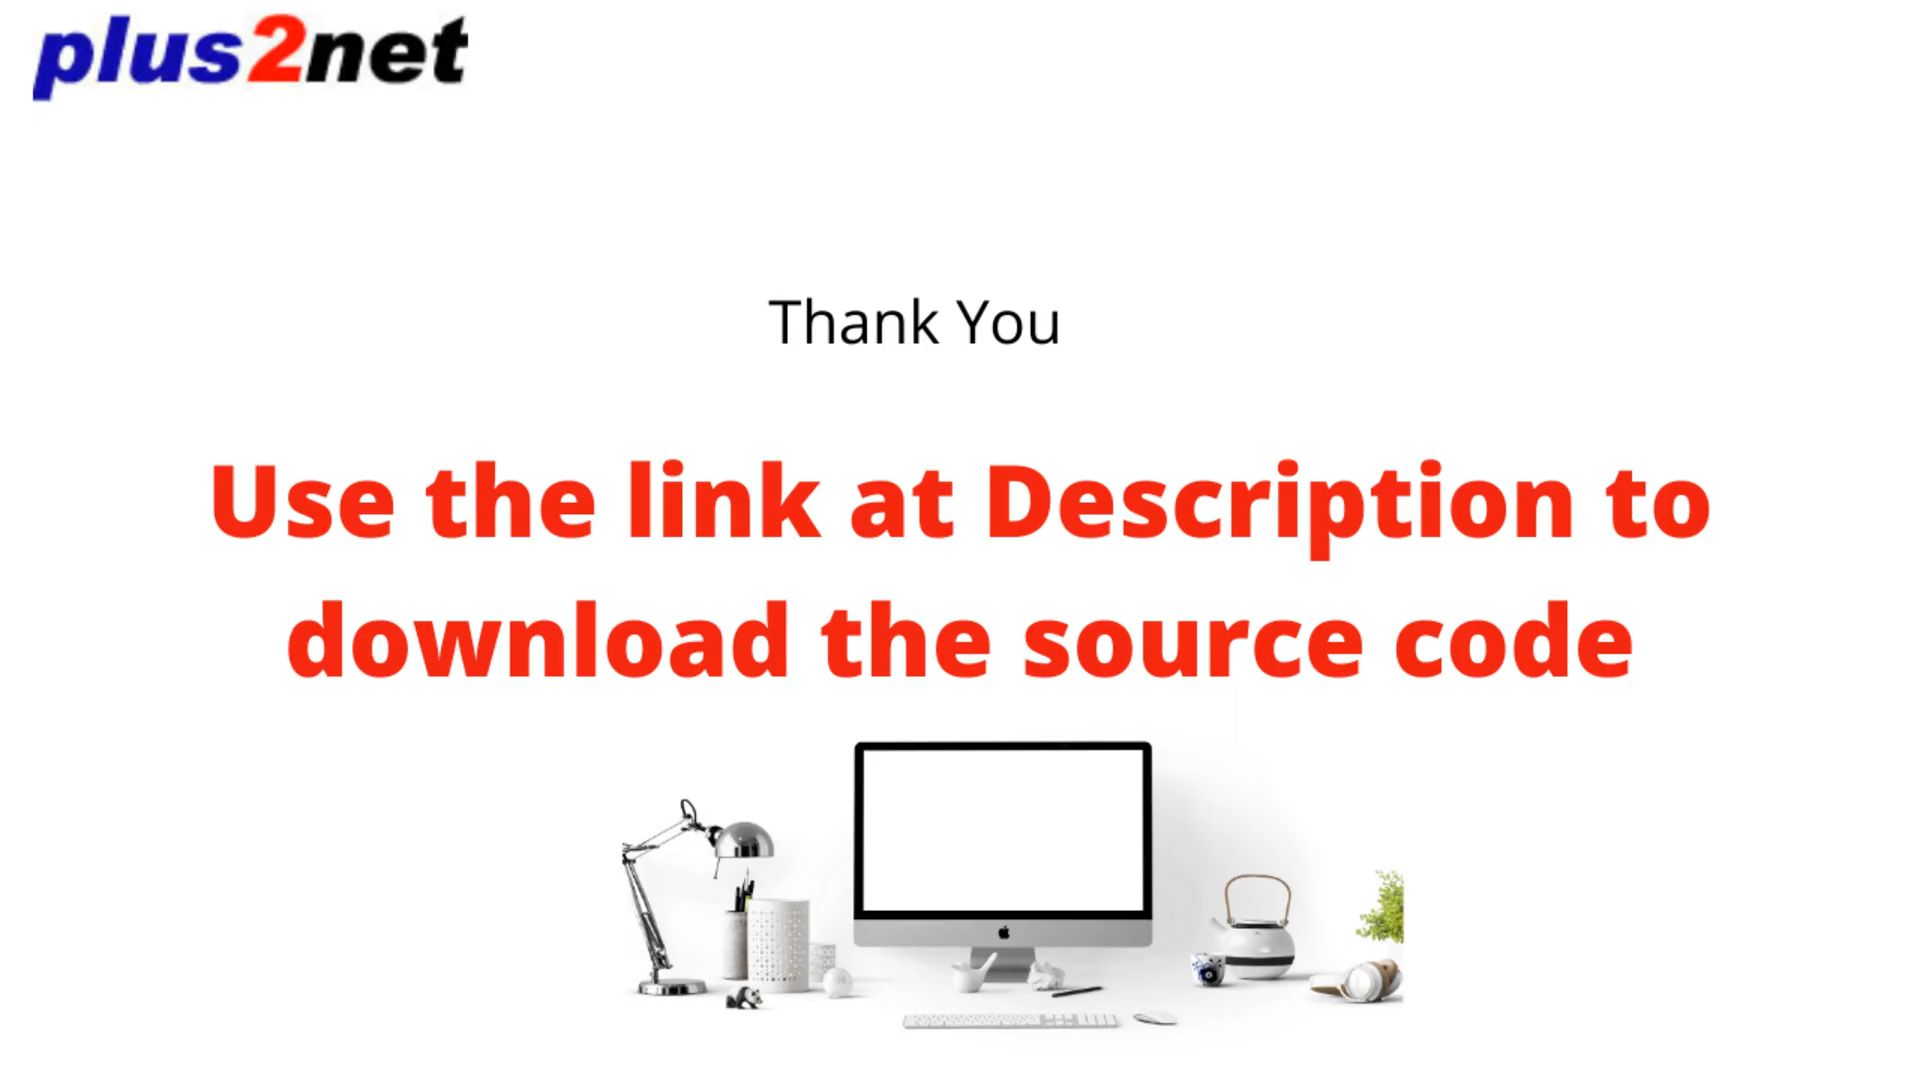 plus2net
Thank You
Use the link at Description to
download the source code